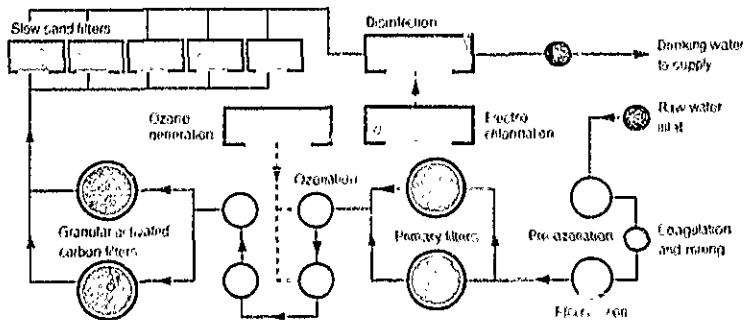 Slow sand filters
Disinfection
Drinking water
to supply
Ozone
generation
Electro
chlorination
Raw water
inlet
Ozonation
Granular activated
carbon filters
Primary filters
Pre-ozonation
Coagulation
and mixing